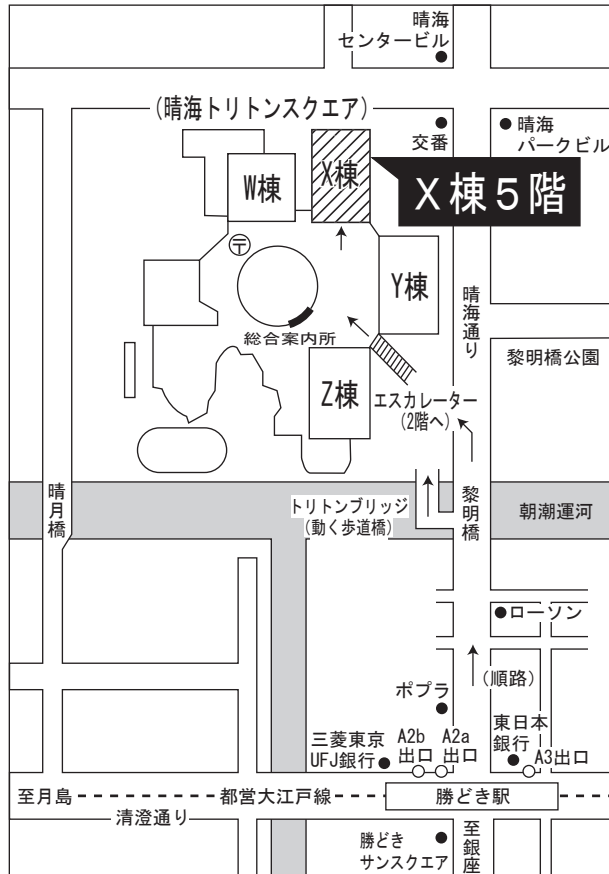 晴海
センタービル
(晴海トリトンスクエア)
交番
晴海
パークビル
X棟
W棟
X棟5階
〒
Y棟
晴海通り
総合案内所
黎明橋公園
Z棟
エスカレーター
(2階へ)
晴月橋
トリトンブリッジ
(動く歩道橋)
黎明橋
朝潮運河
ローソン
(順路)
ポプラ
三菱東京
UFJ銀行
A2b
出口
A2a
出口
東日本
銀行
A3出口
至月島
都営大江戸線
勝どき駅
清澄通り
勝どき
サンスクエア
至銀座